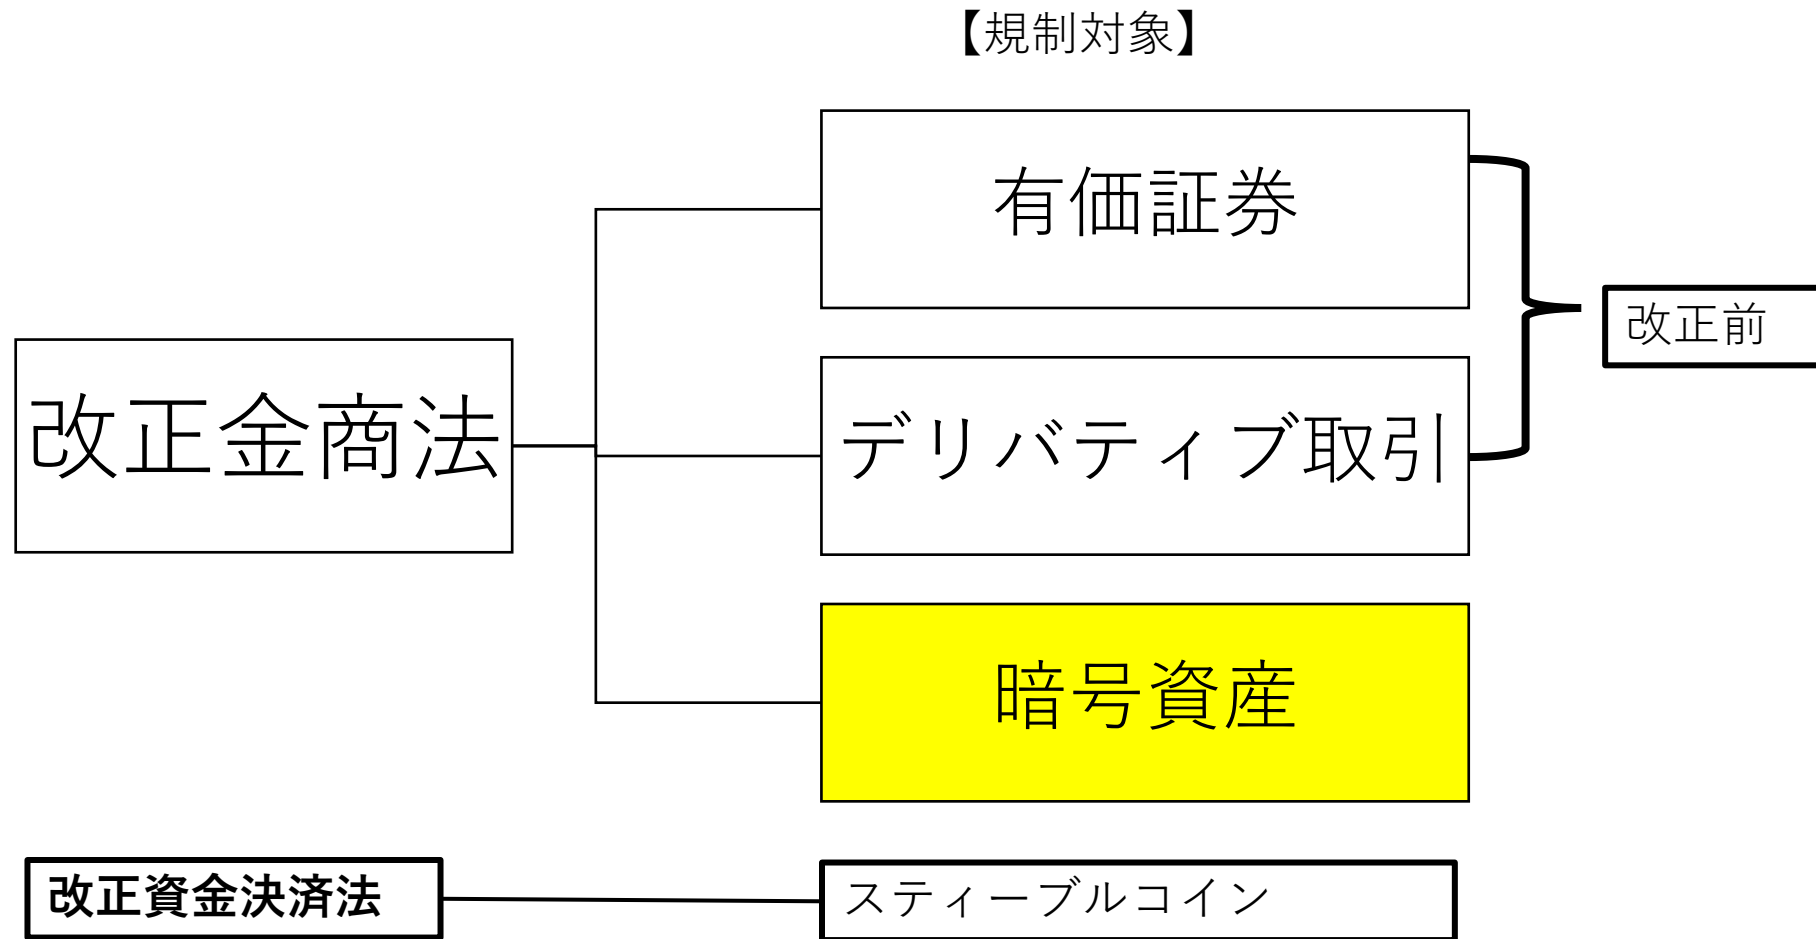 【規制対象】
有価証券
改正前
改正金商法
デリバティブ取引
暗号資産
改正資金決済法
スティーブルコイン